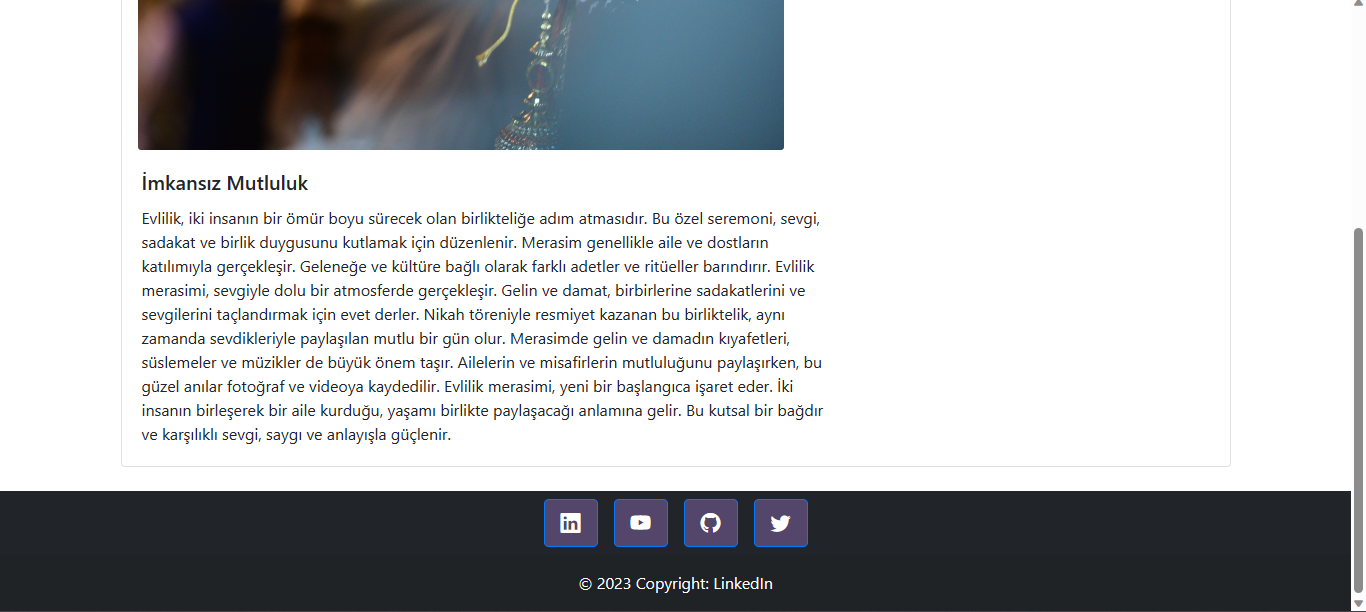 İmkansız Mutluluk
Evlilik, iki insanın bir ömür boyu sürecek olan birlikteliğe adım atmasıdır. Bu özel seremoni, sevgi,
sadakat ve birlik duygusunu kutlamak için düzenlenir. Merasim genellikle aile ve dostların
katılımıyla gerçekleşir. Geleneğe ve kültüre bağlı olarak farklı adetler ve ritüeller barındırır. Evlilik
merasimi, sevgiyle dolu bir atmosferde gerçekleşir. Gelin ve damat, birbirlerine sadakatlerini ve
sevgilerini taçlandırmak için evet derler. Nikah töreniyle resmiyet kazanan bu birliktelik, aynı
zamanda sevdikleriyle paylaşılan mutlu bir gün olur. Merasimde gelin ve damadın kıyafetleri,
süslemeler ve müzikler de büyük önem taşır. Ailelerin ve misafirlerin mutluluğunu paylaşırken, bu
güzel anılar fotoğraf ve videoya kaydedilir. Evlilik merasimi, yeni bir başlangıca işaret eder. İki
insanın birleşerek bir aile kurduğu, yaşamı birlikte paylaşacağı anlamına gelir. Bu kutsal bir bağdır
ve karşılıklı sevgi, saygı ve anlayışla güçlenir.
in
© 2023 Copyright: LinkedIn